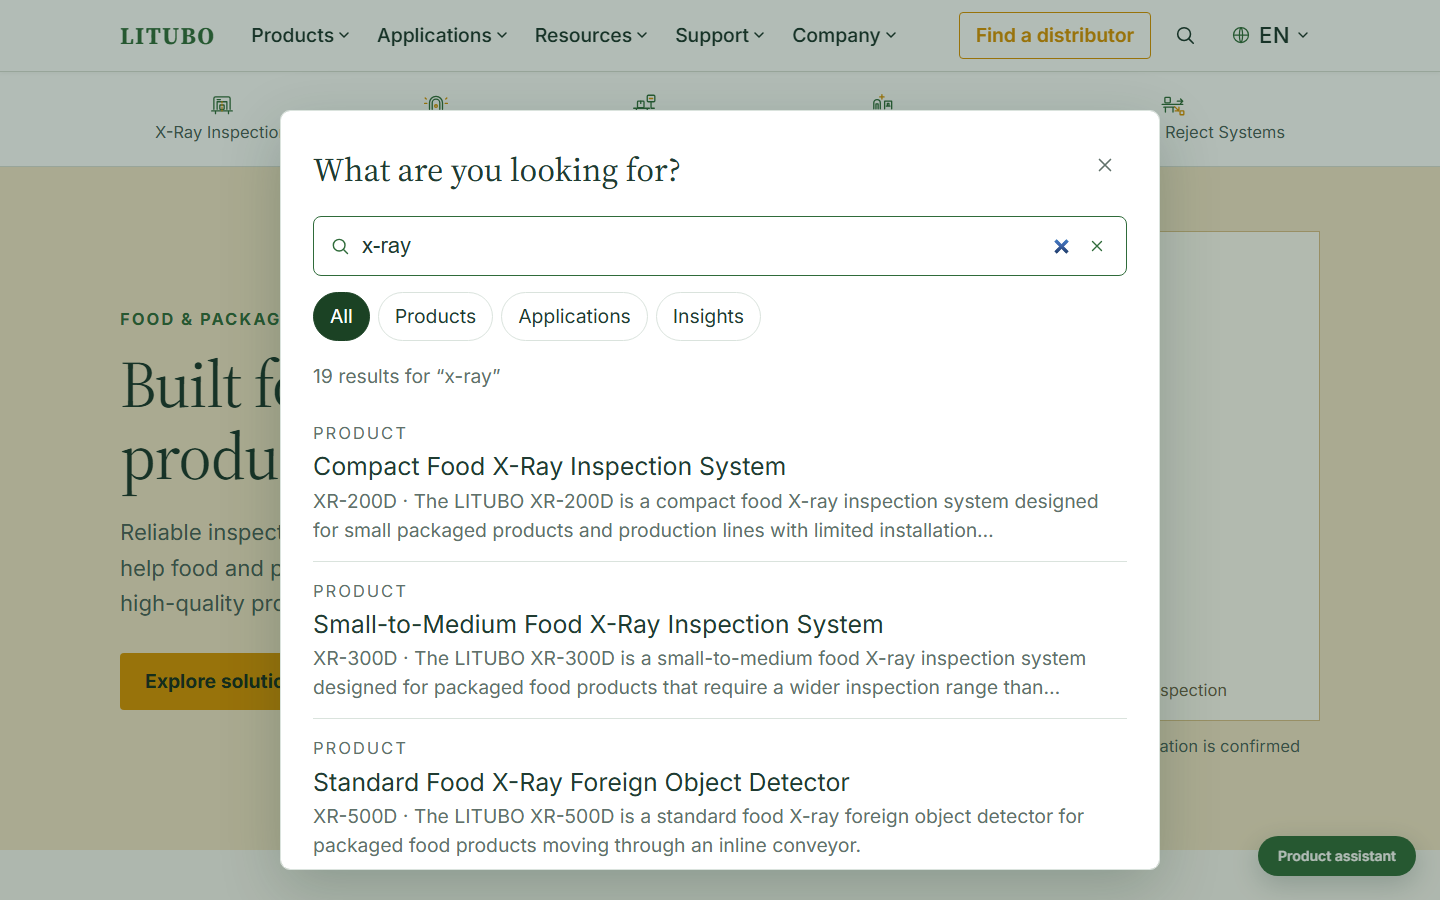 LITUBO
Products
Applications
Resources
Support
Company
Find a distributor
EN
X-Ray Inspectio
Reject Systems
What are you looking for?
x-ray
All
Products
Applications
Insights
19 results for “x-ray”
PRODUCT
Compact Food X-Ray Inspection System
XR-200D · The LITUBO XR-200D is a compact food X-ray inspection system designed
for small packaged products and production lines with limited installation...
PRODUCT
Small-to-Medium Food X-Ray Inspection System
XR-300D · The LITUBO XR-300D is a small-to-medium food X-ray inspection system
designed for packaged food products that require a wider inspection range than...
PRODUCT
Standard Food X-Ray Foreign Object Detector
XR-500D · The LITUBO XR-500D is a standard food X-ray foreign object detector for
packaged food products moving through an inline conveyor.
FOOD & PACKAG
Built fo
produ
Reliable inspect
help food and p
high-quality pro
Explore solutio
spection
ation is confirmed
Product assistant